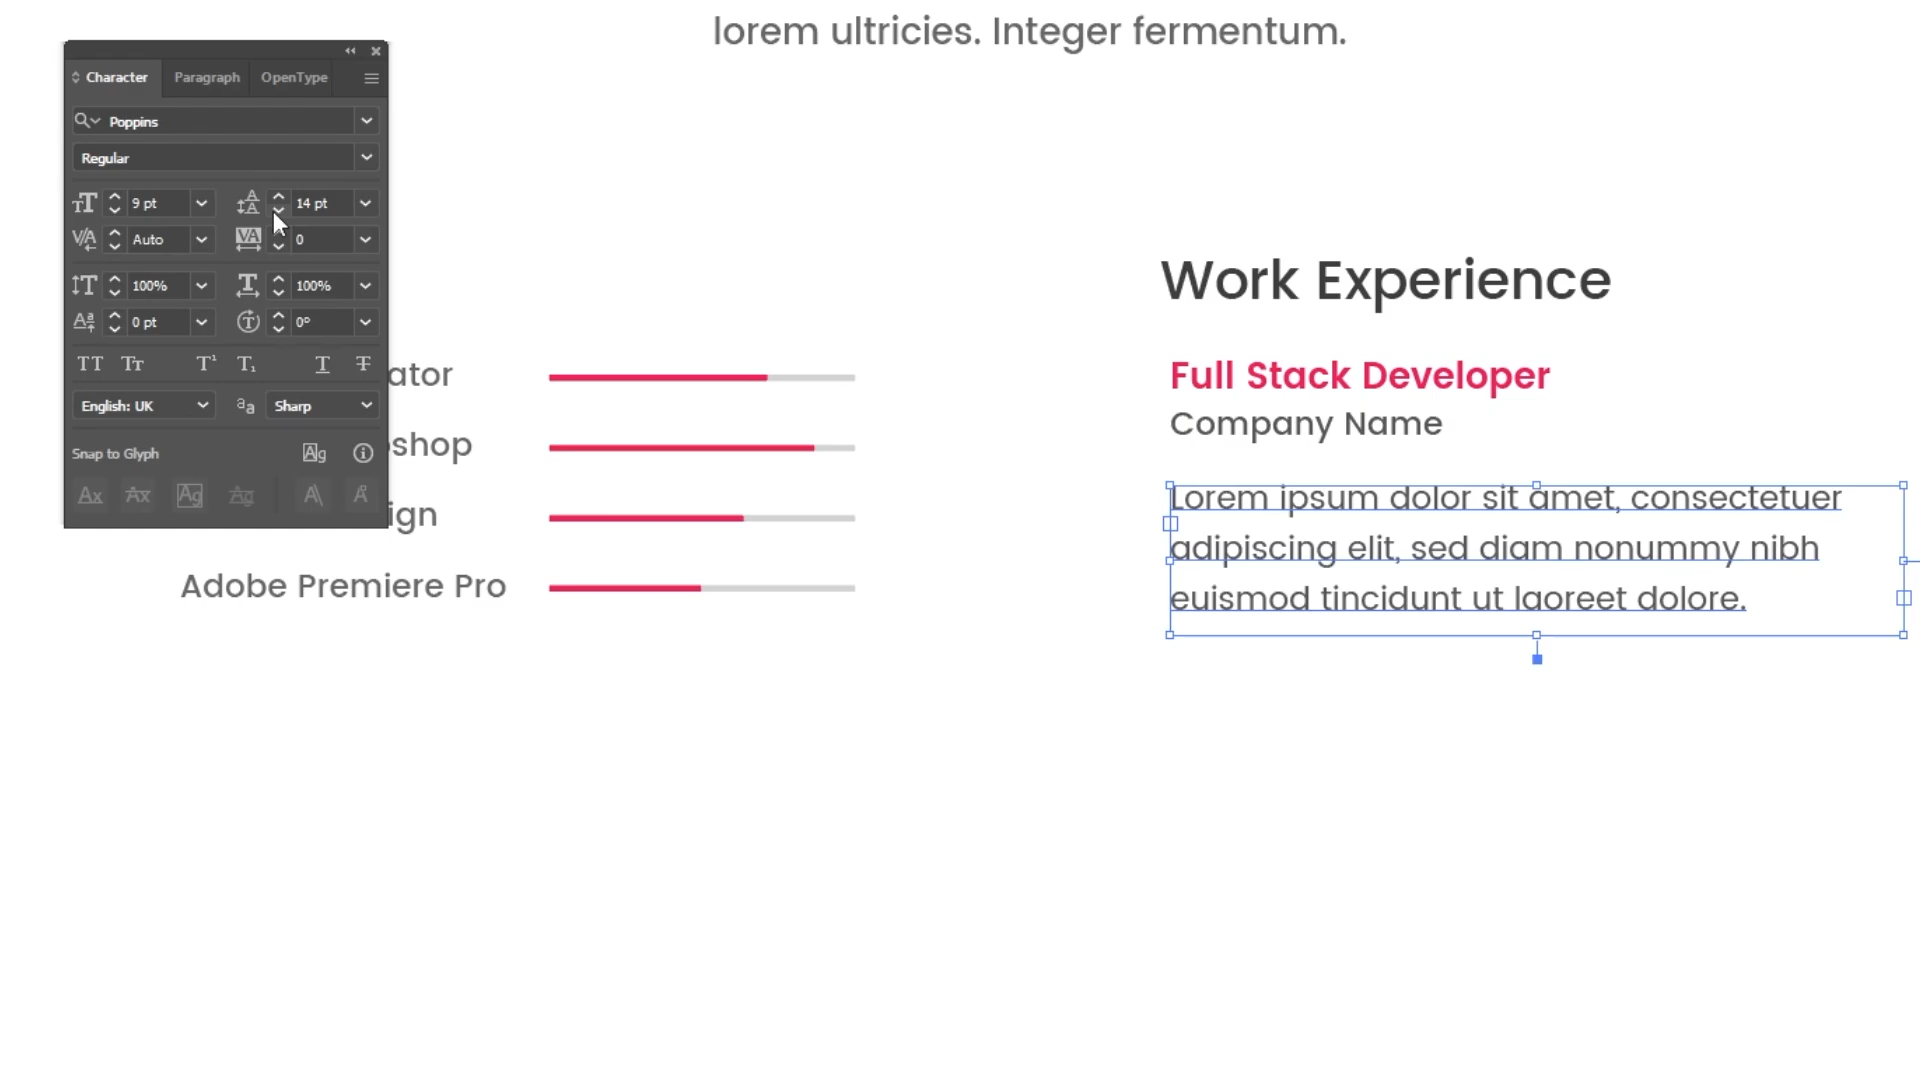 lorem ultricies. Integer fermentum.
Character Paragraph OpenType
Poppins
Regular
9 pt 14 pt
Auto 0
100% 100%
0 pt 0°
English: UK Sharp
Snap to Glyph
ator
shop
ign
Adobe Premiere Pro
Work Experience
Full Stack Developer
Company Name
Lorem ipsum dolor sit amet, consectetuer
adipiscing elit, sed diam nonummy nibh
euismod tincidunt ut laoreet dolore.